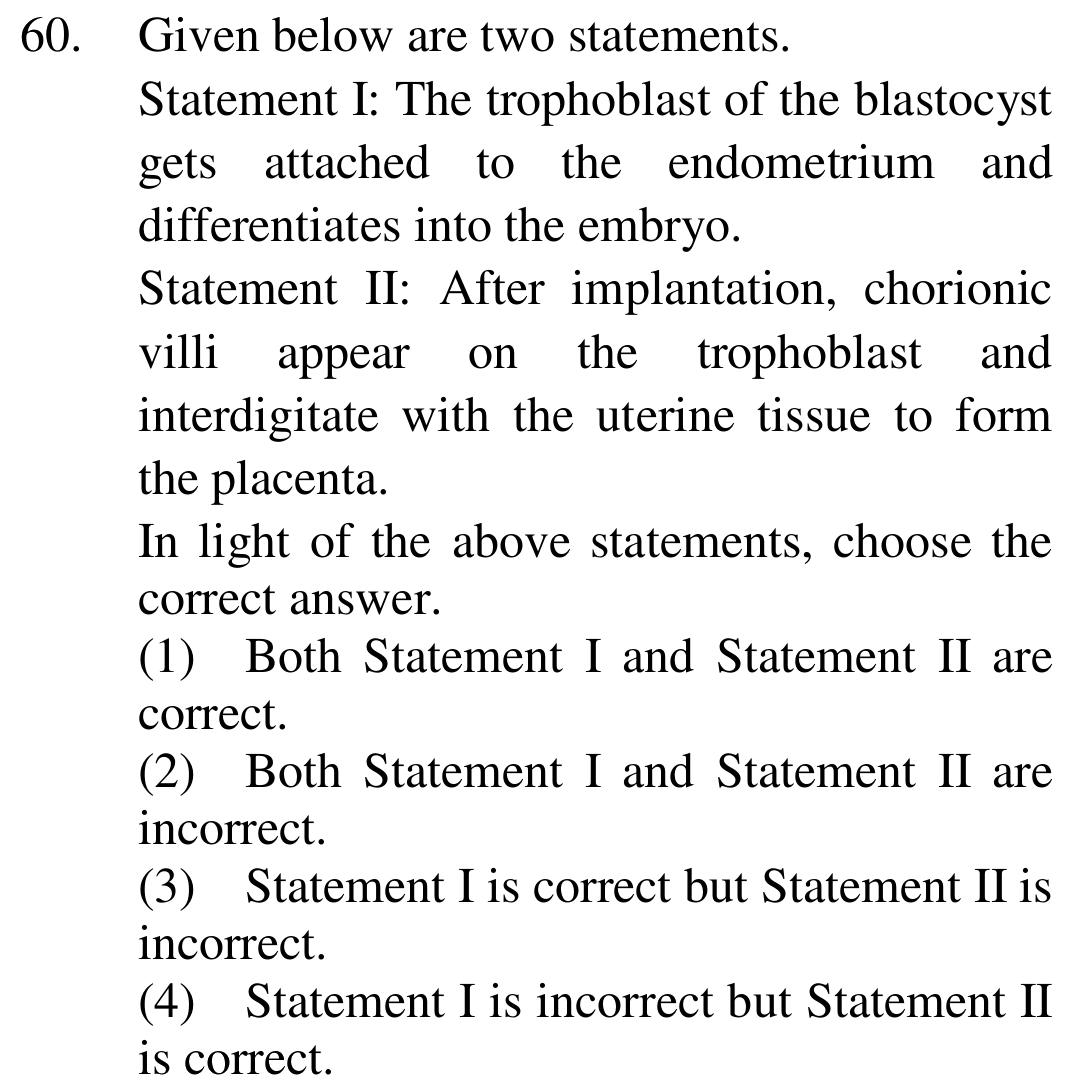 60. Given below are two statements.
Statement I: The trophoblast of the blastocyst
gets attached to the endometrium and
differentiates into the embryo.
Statement II: After implantation, chorionic
villi appear on the trophoblast and
interdigitate with the uterine tissue to form
the placenta.
In light of the above statements, choose the
correct answer.
(1) Both Statement I and Statement II are
correct.
(2) Both Statement I and Statement II are
incorrect.
(3) Statement I is correct but Statement II is
incorrect.
(4) Statement I is incorrect but Statement II
is correct.